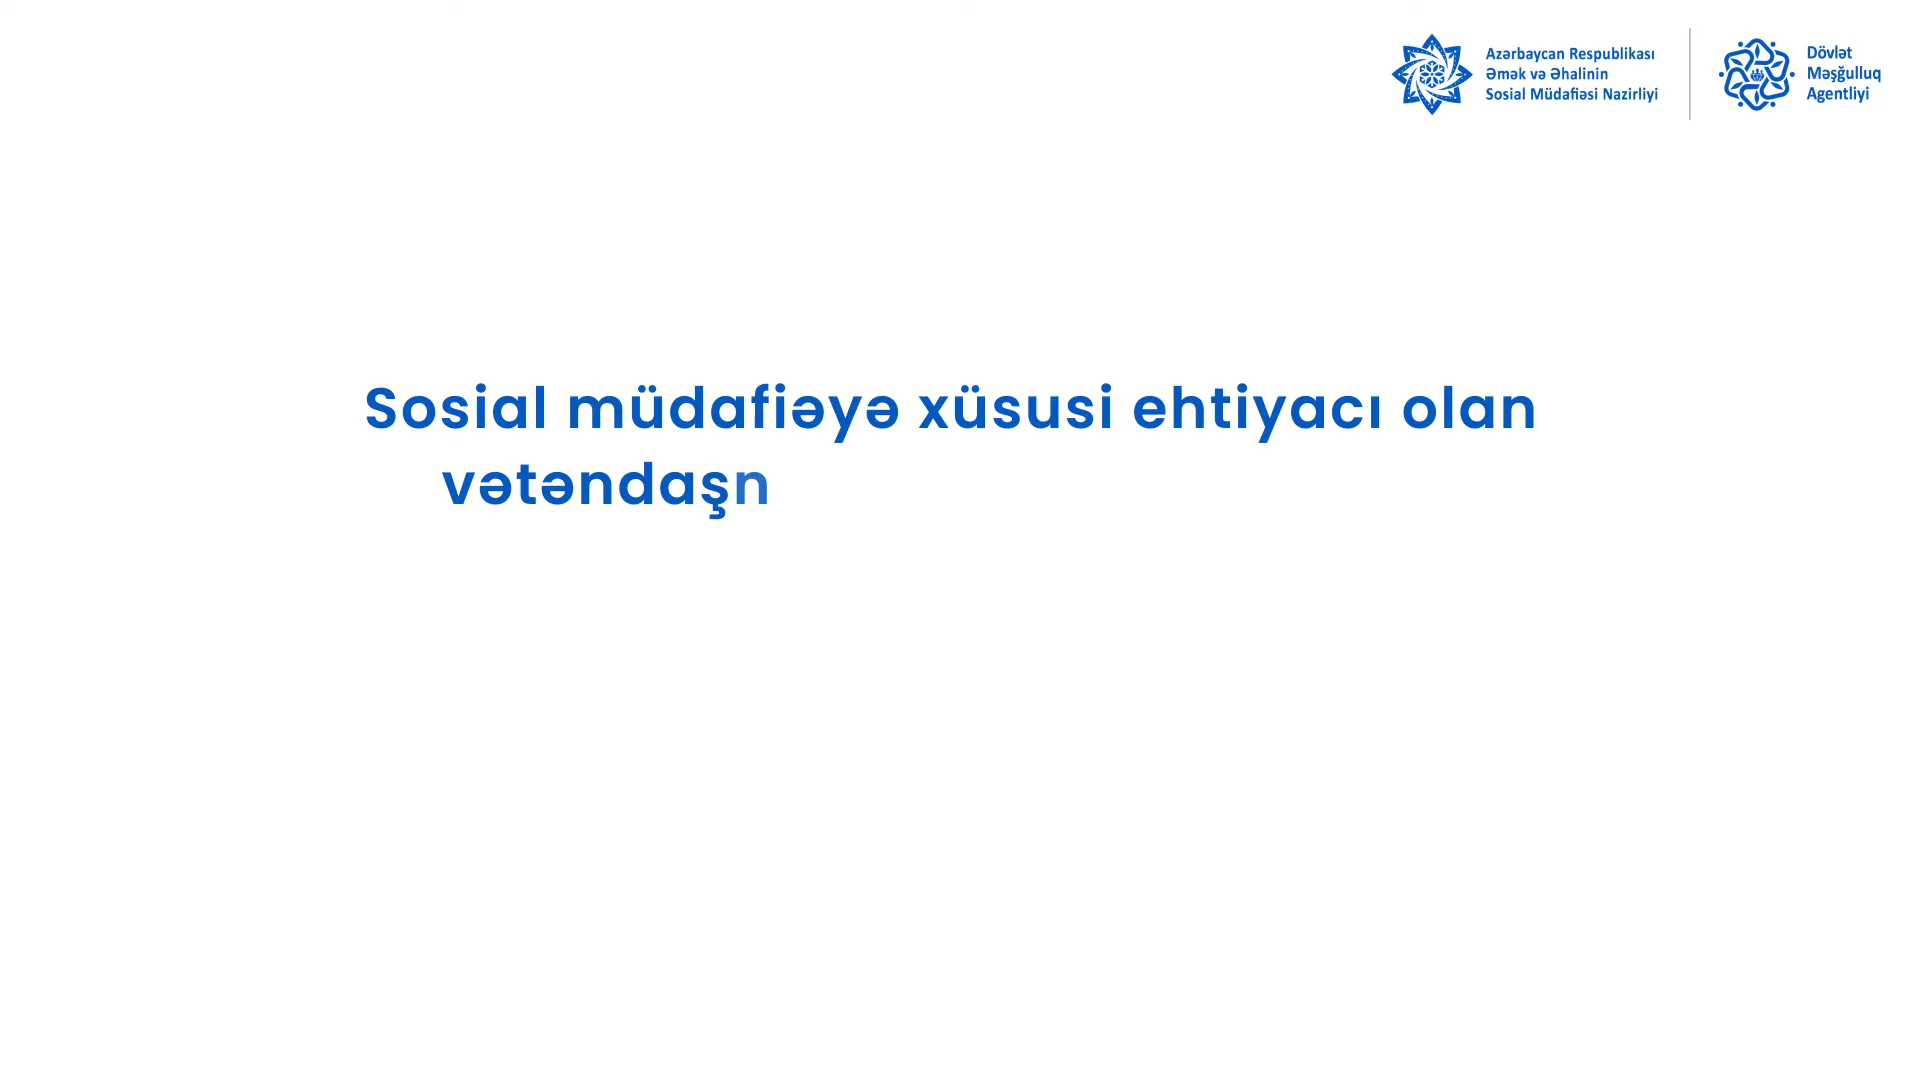 Azərbaycan Respublikası
Əmək və Əhalinin
Sosial Müdafiəsi Nazirliyi
Dövlət
Məşğulluq
Agentliyi
Sosial müdafiəyə xüsusi ehtiyacı olan
vətəndaşn